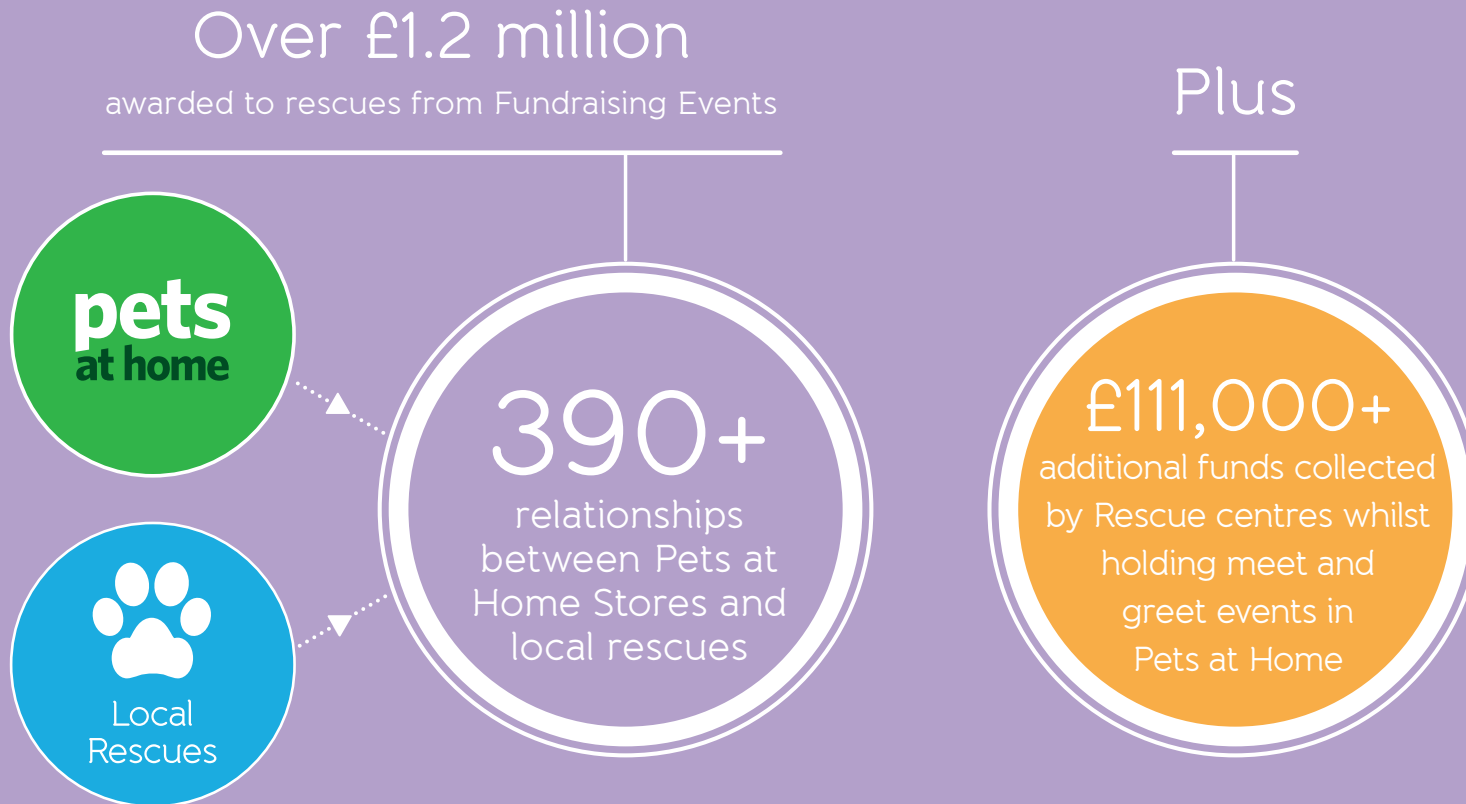 Over £1.2 million
awarded to rescues from Fundraising Events
pets
at home
Local
Rescues
390+
relationships
between Pets at
Home Stores and
local rescues
Plus
£111,000+
additional funds collected
by Rescue centres whilst
holding meet and
greet events in
Pets at Home